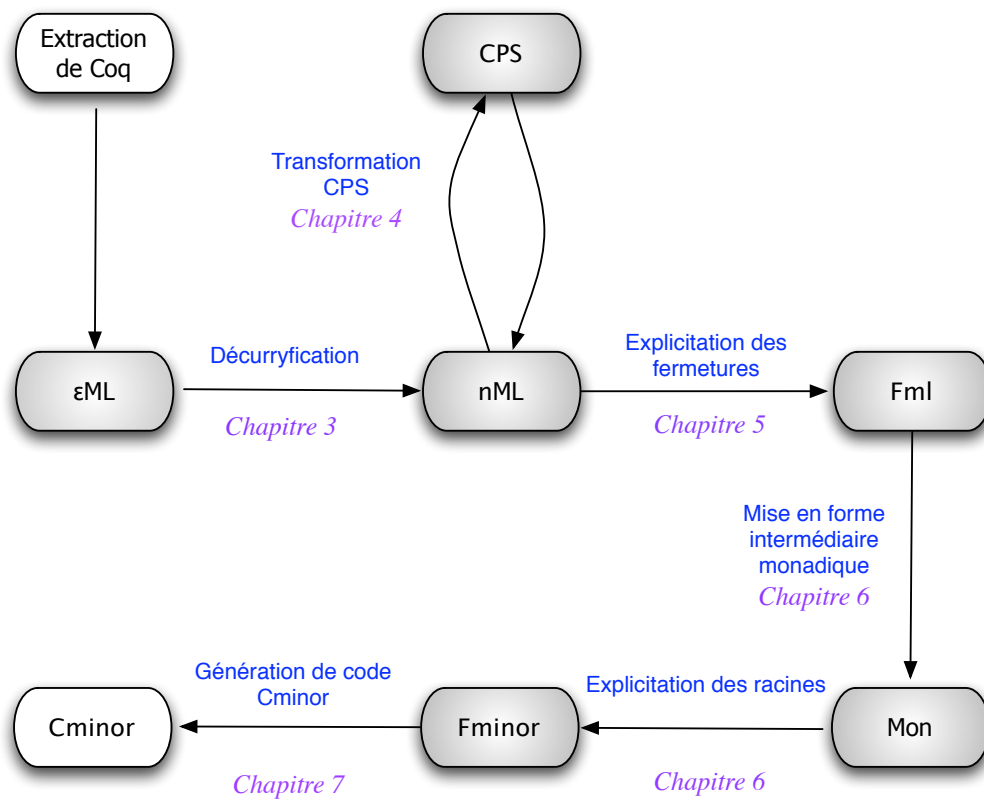 Extraction
de Coq
CPS
Transformation
CPS
Chapitre 4
εML
Décurryfication
Chapitre 3
nML
Explicitation des
fermetures
Chapitre 5
Fml
Mise en forme
intermédiaire
monadique
Chapitre 6
Mon
Explicitation des racines
Chapitre 6
Fminor
Génération de code
Cminor
Chapitre 7
Cminor